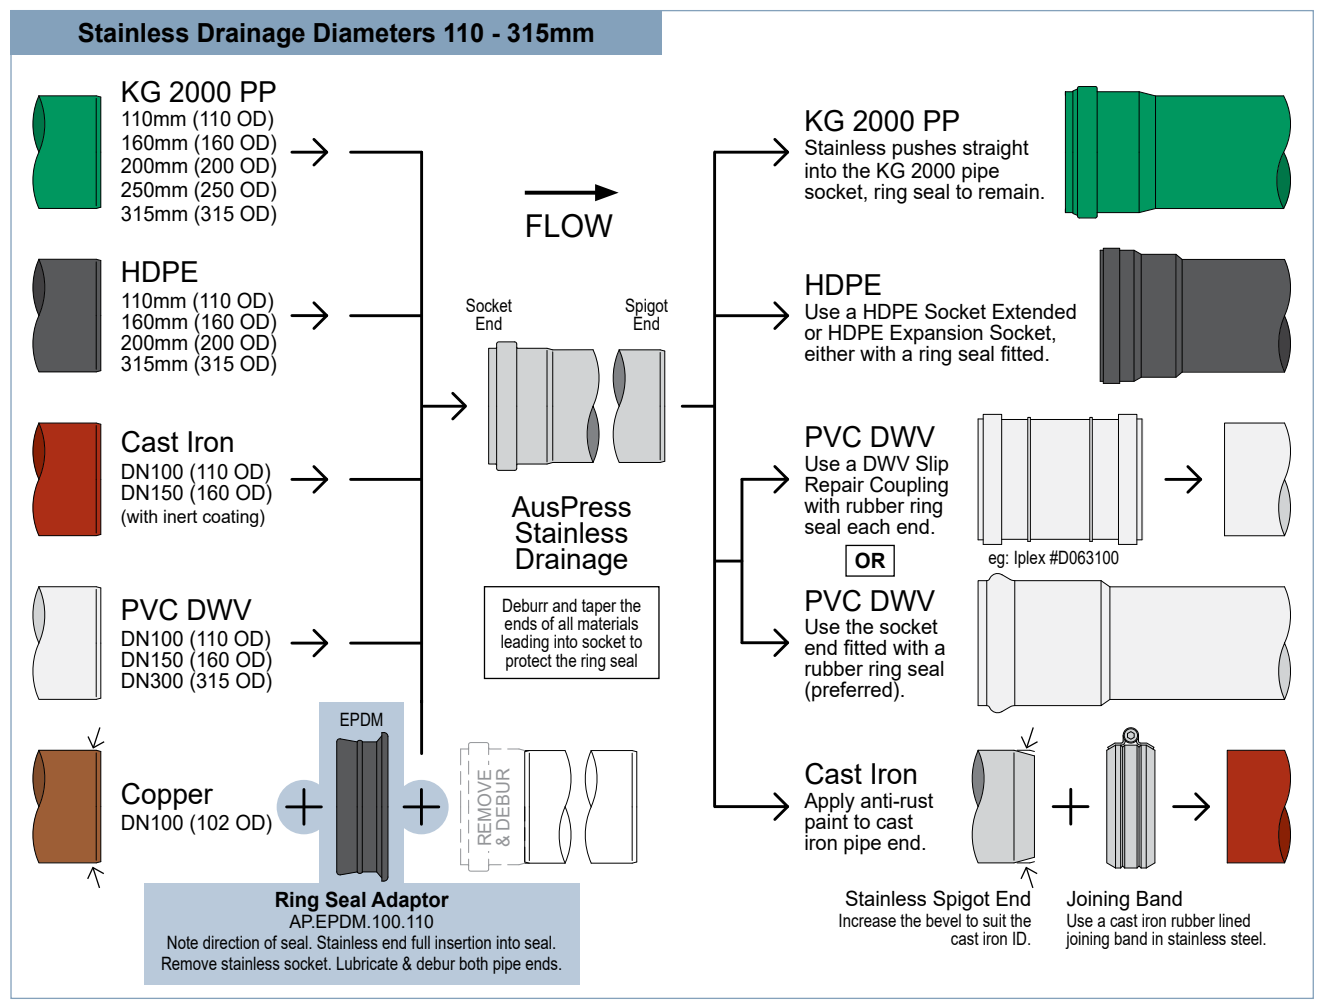 Stainless Drainage Diameters 110 - 315mm
KG 2000 PP
110mm (110 OD)
160mm (160 OD)
200mm (200 OD)
250mm (250 OD)
315mm (315 OD)
HDPE
110mm (110 OD)
160mm (160 OD)
200mm (200 OD)
315mm (315 OD)
Cast Iron
DN100 (110 OD)
DN150 (160 OD)
(with inert coating)
PVC DWV
DN100 (110 OD)
DN150 (160 OD)
DN300 (315 OD)
Copper
DN100 (102 OD)
EPDM
REMOVE
& DEBUR
Ring Seal Adaptor
AP.EPDM.100.110
Note direction of seal. Stainless end full insertion into seal.
Remove stainless socket. Lubricate & debur both pipe ends.
FLOW
Socket
End
Spigot
End
AusPress
Stainless
Drainage
Deburr and taper the
ends of all materials
leading into socket to
protect the ring seal
KG 2000 PP
Stainless pushes straight
into the KG 2000 pipe
socket, ring seal to remain.
HDPE
Use a HDPE Socket Extended
or HDPE Expansion Socket,
either with a ring seal fitted.
PVC DWV
Use a DWV Slip
Repair Coupling
with rubber ring
seal each end.
eg: Iplex #D063100
OR
PVC DWV
Use the socket
end fitted with a
rubber ring seal
(preferred).
Cast Iron
Apply anti-rust
paint to cast
iron pipe end.
Stainless Spigot End
Increase the bevel to suit the
cast iron ID.
Joining Band
Use a cast iron rubber lined
joining band in stainless steel.